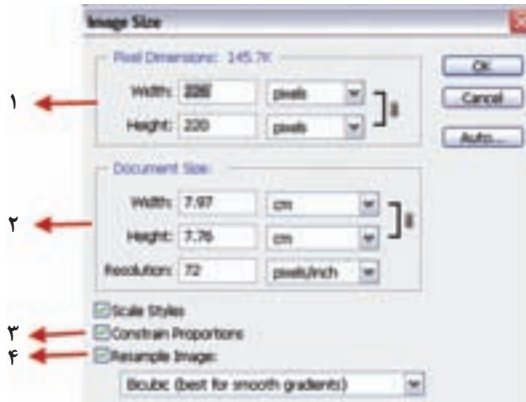 Image Size
Pixel Dimensions: 145.7K
Width: 226 pixels
Height: 220 pixels
OK
Cancel
Auto...
Document Size:
Width: 7.97 cm
Height: 7.76 cm
Resolution: 72 pixels/inch
Scale Styles
Constrain Proportions
Resample Image:
Bicubic (best for smooth gradients)
۱
۲
۳
۴